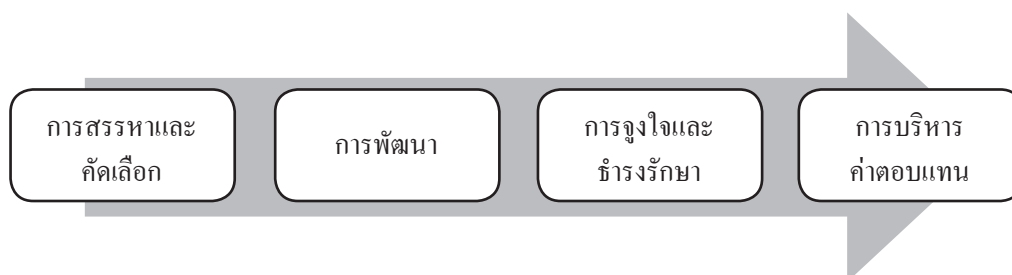 การสรรหาและ
คัดเลือก
การพัฒนา
การจูงใจและ
ธำรงรักษา
การบริหาร
ค่าตอบแทน